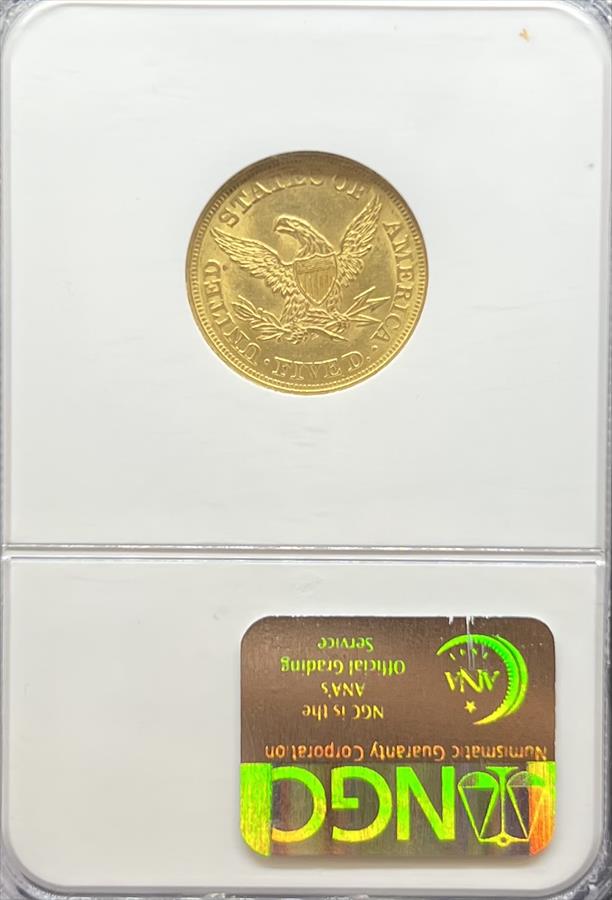 UNITED STATES OF AMERICA
· FIVE D. ·
NGC
Numismatic Guaranty Corporation
NGC is the
ANA's
Official Grading
Service
ANA